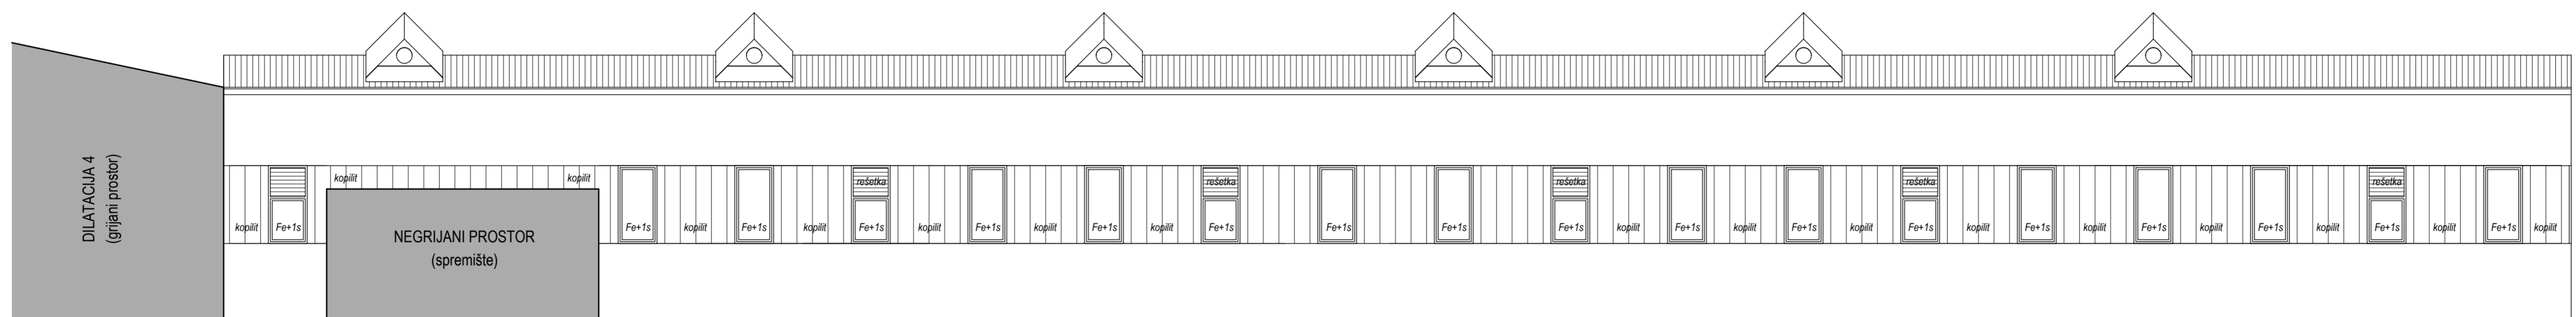 DILATACIJA 4
(grijani prostor)
kopilit kopilit rešetka rešetka rešetka rešetka rešetka
kopilit Fe+1s Fe+1s kopilit Fe+1s kopilit Fe+1s kopilit Fe+1s kopilit Fe+1s kopilit Fe+1s Fe+1s Fe+1s Fe+1s kopilit Fe+1s kopilit Fe+1s kopilit Fe+1s kopilit Fe+1s kopilit Fe+1s kopilit Fe+1s kopilit Fe+1s kopilit Fe+1s kopilit
NEGRIJANI PROSTOR
(spremište)